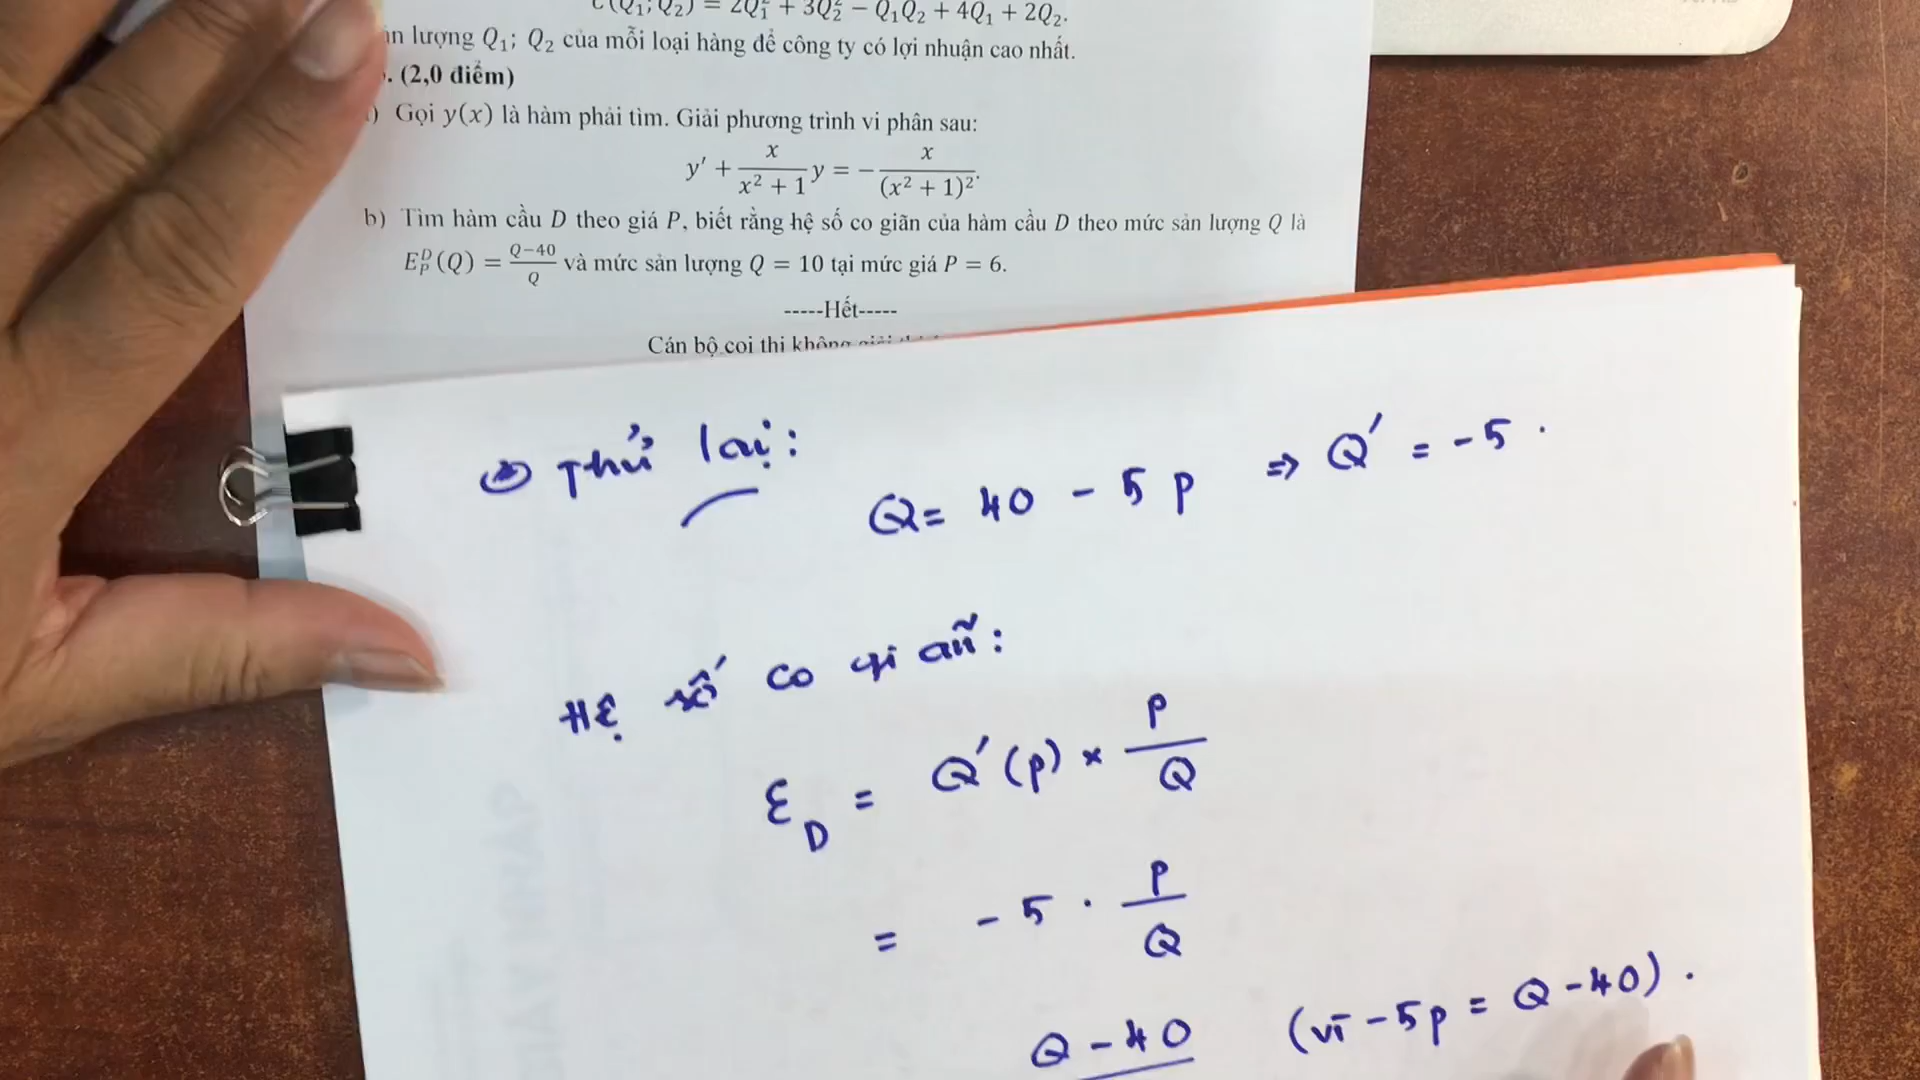 C(Q₁; Q₂) = 2Q₁² + 3Q₂² − Q₁Q₂ + 4Q₁ + 2Q₂.
lượng Q₁; Q₂ của mỗi loại hàng để công ty có lợi nhuận cao nhất.
. (2,0 điểm)
) Gọi y(x) là hàm phải tìm. Giải phương trình vi phân sau:
y′ + x/(x² + 1) y = − x/(x² + 1)².
b) Tìm hàm cầu D theo giá P, biết rằng hệ số co giãn của hàm cầu D theo mức sản lượng Q là
E_P^D(Q) = (Q−40)/Q và mức sản lượng Q = 10 tại mức giá P = 6.
-----Hết-----
Cán bộ coi thi không
Thử lại:
Q = 40 - 5p ⇒ Q′ = -5.
Hệ số co giãn:
ε_D = Q′(p) × p/Q
= -5 · p/Q
Q - 40 (vì -5p = Q - 40).